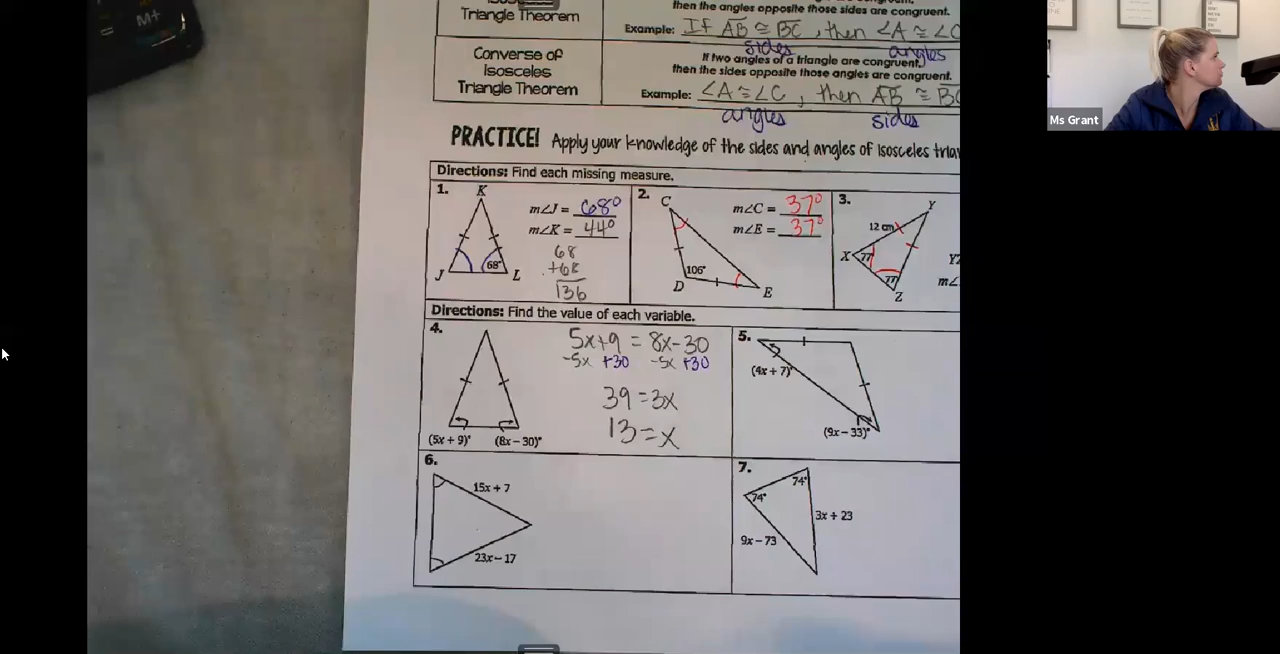 M+
Triangle Theorem
then the angles opposite those sides are congruent.
Example: If AB ≅ BC, then ∠A ≅ ∠C
sides angles
Converse of
Isosceles
Triangle Theorem
If two angles of a triangle are congruent,
then the sides opposite those angles are congruent.
Example: ∠A ≅ ∠C, then AB ≅ BC
angles sides
PRACTICE! Apply your knowledge of the sides and angles of isosceles
Directions: Find each missing measure.
1.
K
J
L
68°
m∠J = 68°
m∠K = 44°
68
+68
136
2.
C
D
E
106°
m∠C = 37°
m∠E = 37°
3.
Y
12 cm
X
77
77
Z
m∠
Directions: Find the value of each variable.
4.
(5x + 9)°
(8x – 30)°
5x+9 = 8x-30
-5x +30 -5x +30
39 = 3x
13 = x
5.
(4x + 7)°
(9x – 33)°
6.
15x + 7
23x – 17
7.
74°
74°
3x + 23
9x – 73
Ms Grant